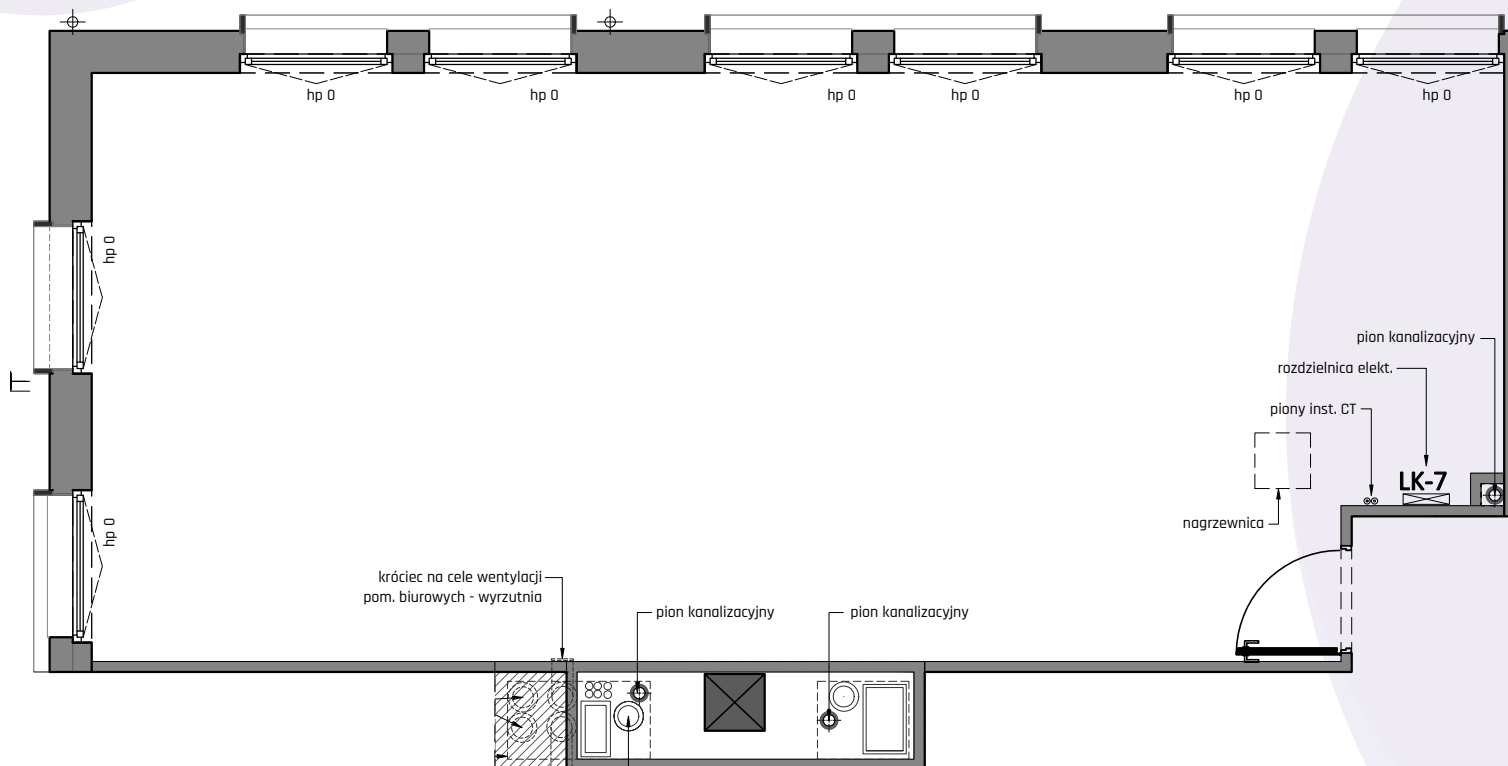 hp 0
hp 0
hp 0
hp 0
hp 0
hp 0
hp 0
pion kanalizacyjny
rozdzielnica elekt.
piony inst. CT
LK-7
nagrzewnica
hp 0
króciec na cele wentylacji
pom. biurowych - wyrzutnia
pion kanalizacyjny
pion kanalizacyjny